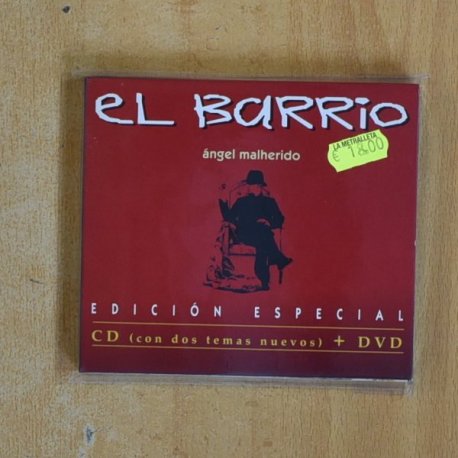 EL BARRIO
ángel malherido
LA METRALLETA
€ 18.00
EDICIÓN ESPECIAL
CD (con dos temas nuevos) + DVD